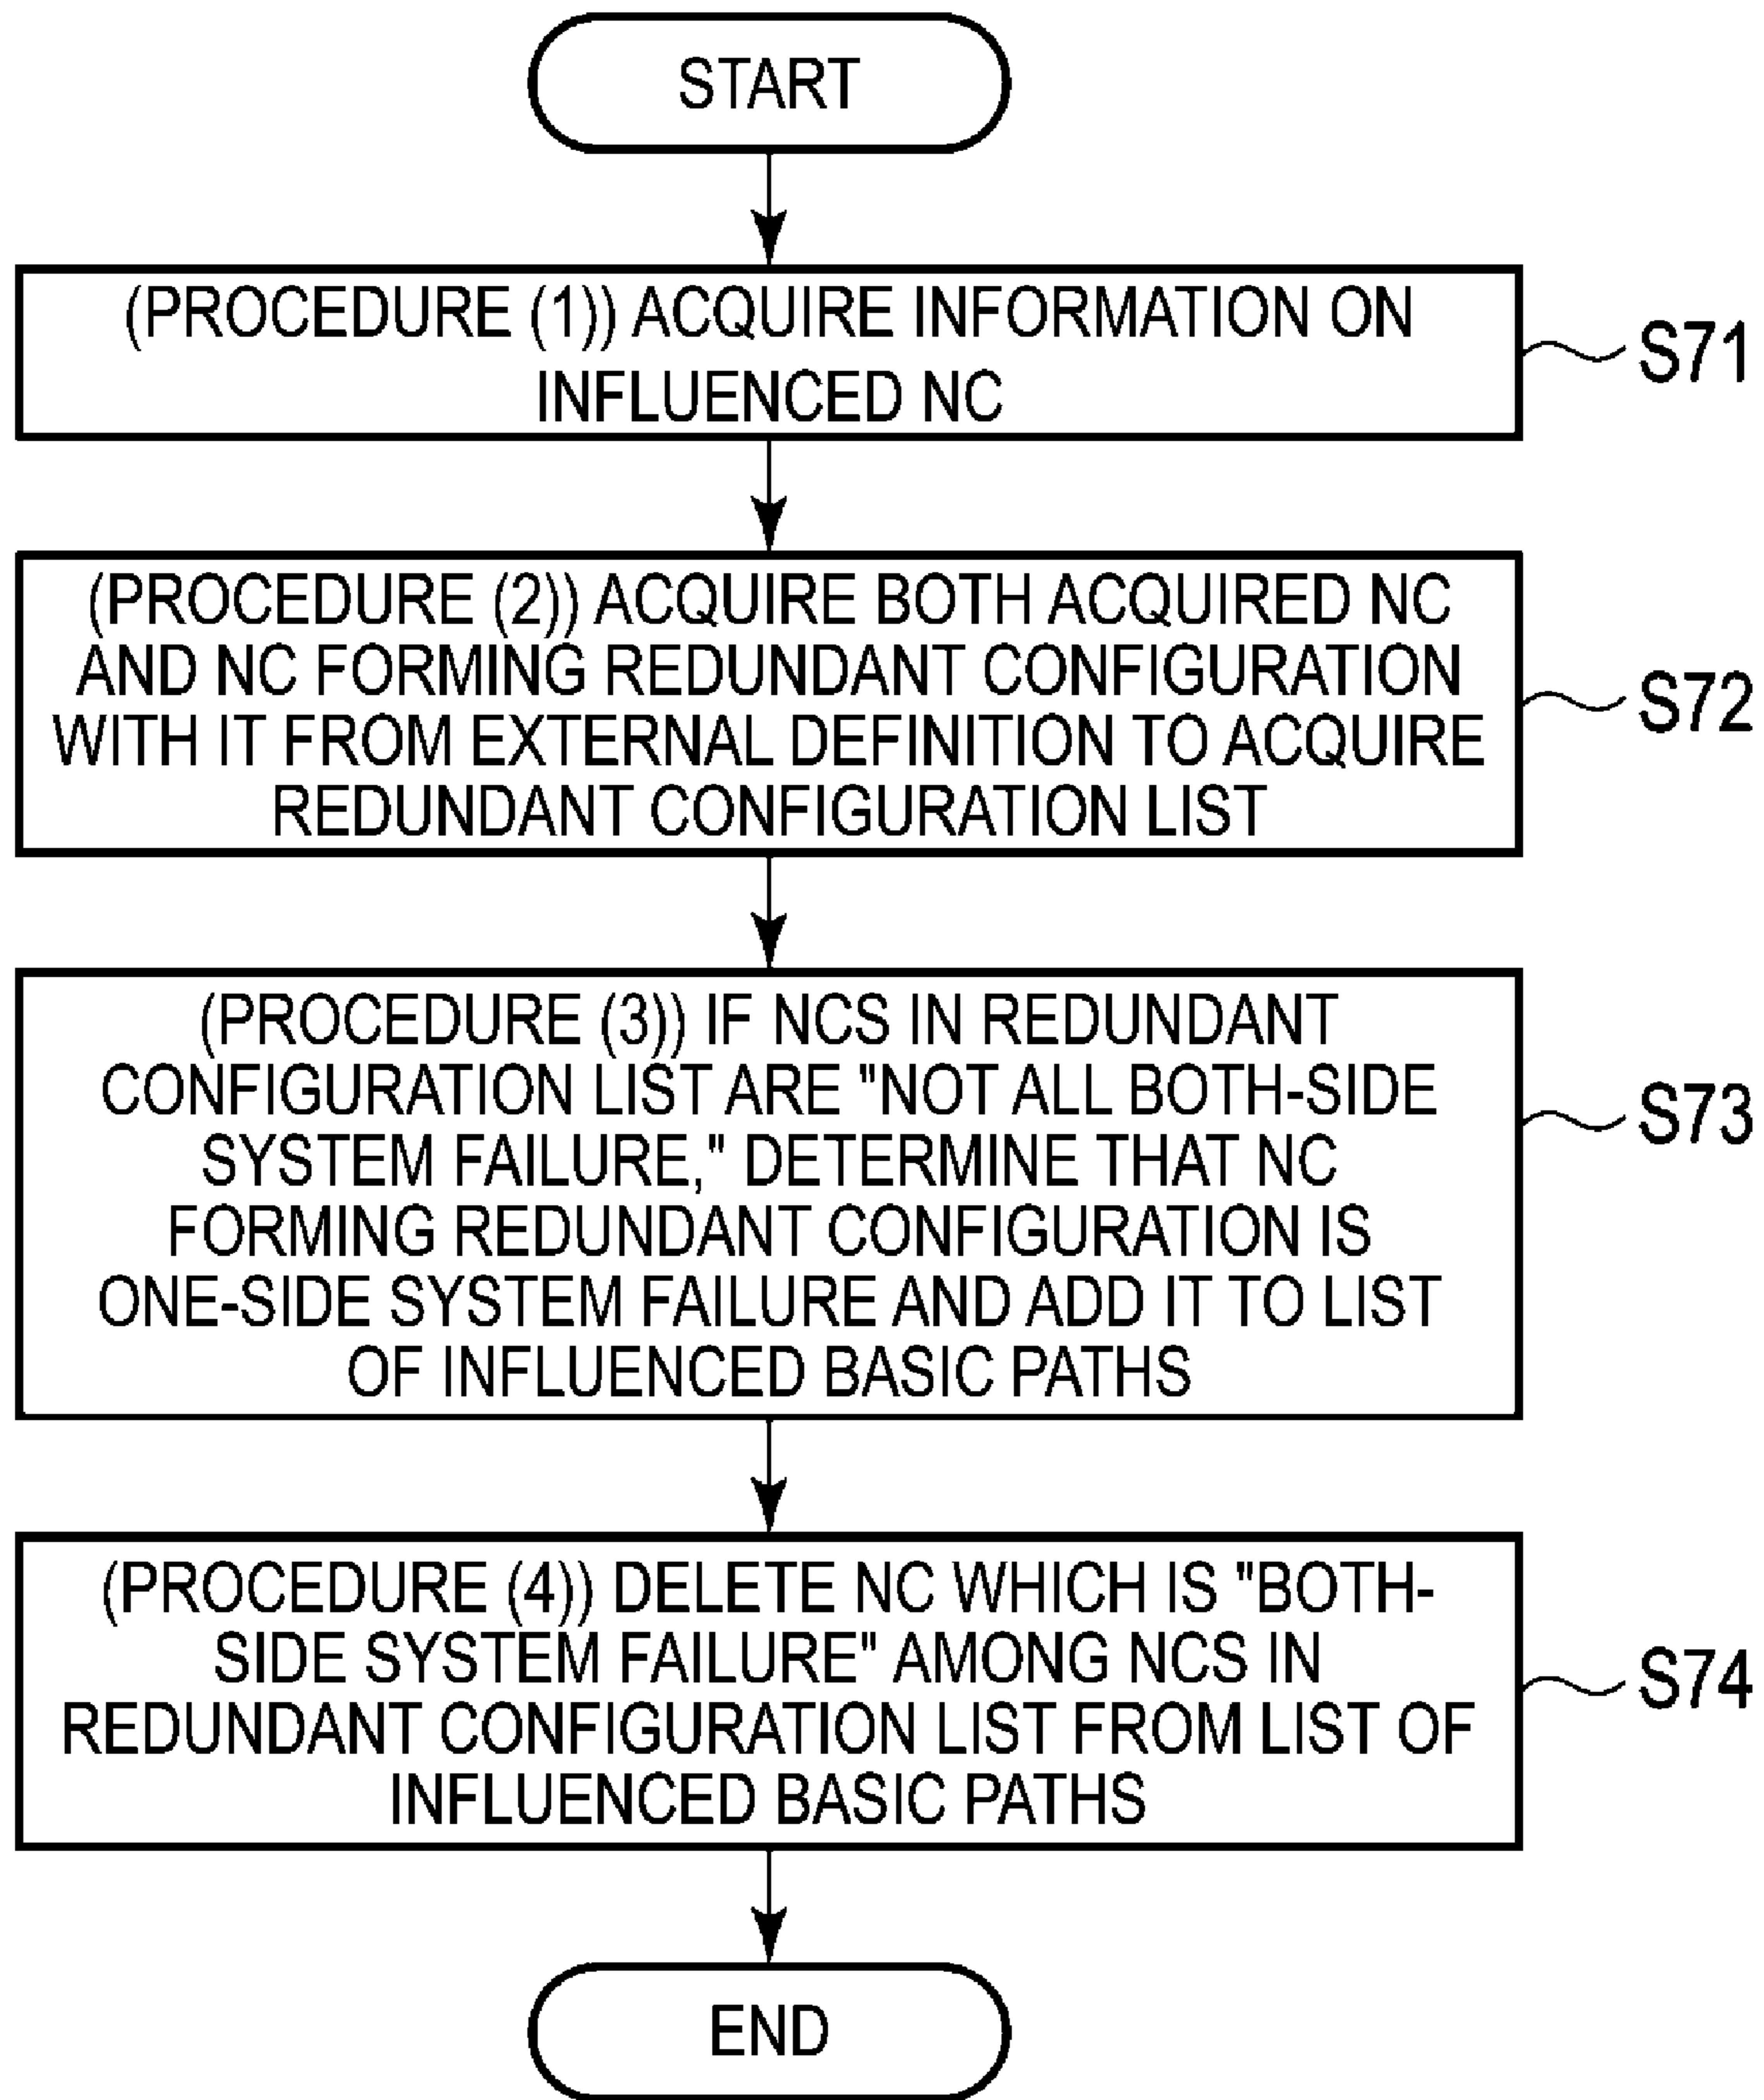 START
(PROCEDURE (1)) ACQUIRE INFORMATION ON
INFLUENCED NC
S71
(PROCEDURE (2)) ACQUIRE BOTH ACQUIRED NC
AND NC FORMING REDUNDANT CONFIGURATION
WITH IT FROM EXTERNAL DEFINITION TO ACQUIRE
REDUNDANT CONFIGURATION LIST
S72
(PROCEDURE (3)) IF NCS IN REDUNDANT
CONFIGURATION LIST ARE "NOT ALL BOTH-SIDE
SYSTEM FAILURE," DETERMINE THAT NC
FORMING REDUNDANT CONFIGURATION IS
ONE-SIDE SYSTEM FAILURE AND ADD IT TO LIST
OF INFLUENCED BASIC PATHS
S73
(PROCEDURE (4)) DELETE NC WHICH IS "BOTH-
SIDE SYSTEM FAILURE" AMONG NCS IN
REDUNDANT CONFIGURATION LIST FROM LIST OF
INFLUENCED BASIC PATHS
S74
END